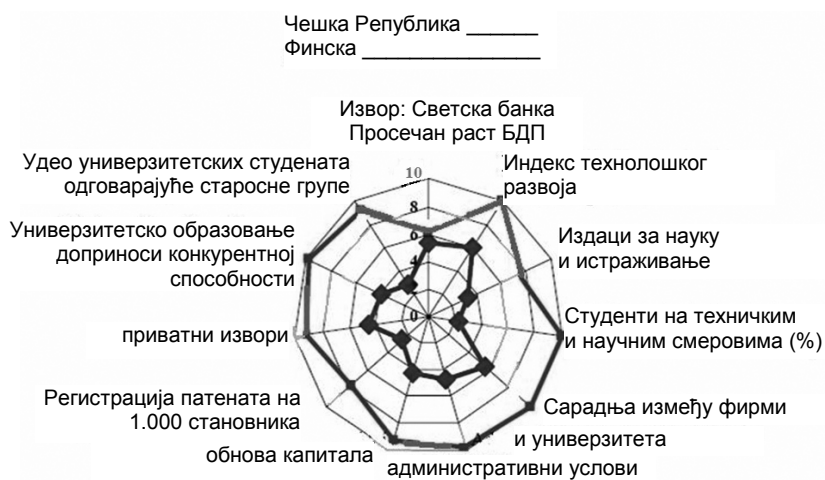 Чешка Република ______
Финска _______________
Извор: Светска банка
Просечан раст БДП
Удео универзитетских студената
одговарајуће старосне групе
Индекс технолошког
развоја
Универзитетско образовање
доприноси конкурентној
способности
Издаци за науку
и истраживање
Студенти на техничким
и научним смеровима (%)
приватни извори
Регистрација патената на
1.000 становника
Сарадња између фирми
и универзитета
обнова капитала
административни услови
10
8
6
4
2
0